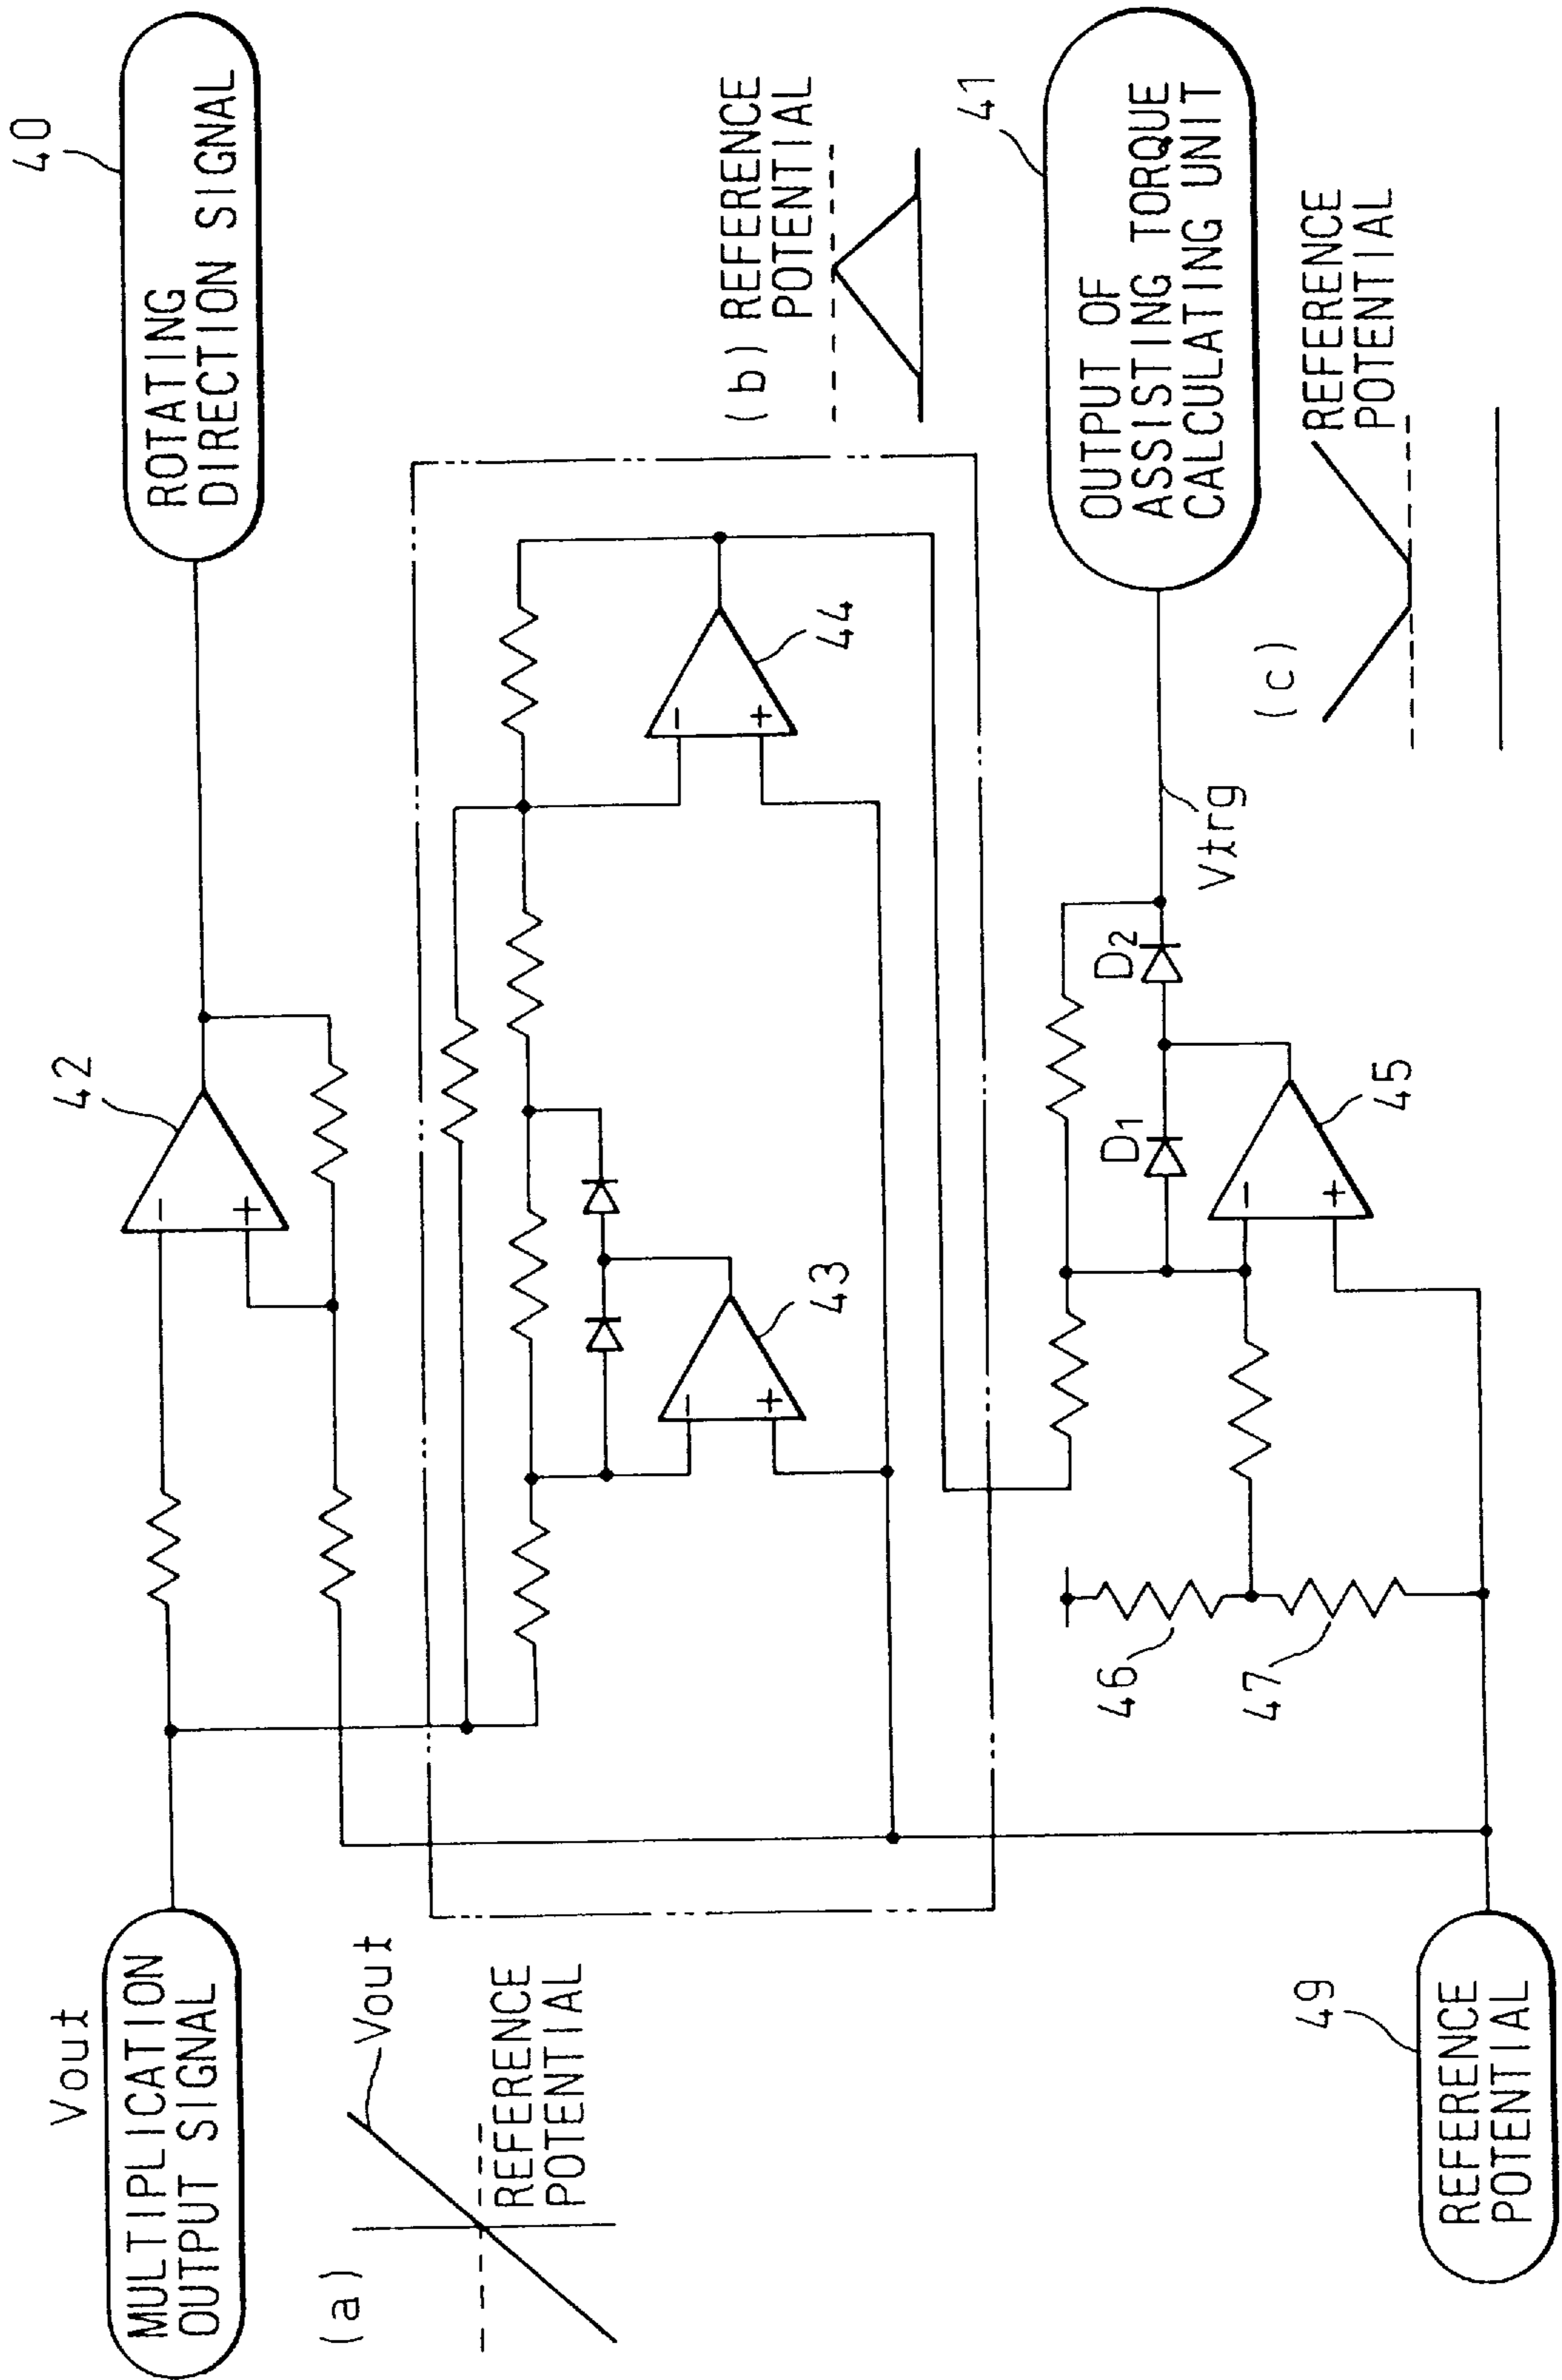 Vout
MULTIPLICATION
OUTPUT SIGNAL
(a)
Vout
REFERENCE
POTENTIAL
49
REFERENCE
POTENTIAL
42
-
+
43
-
+
44
-
+
46
47
D1
D2
45
-
+
Vtrg
40
ROTATING
DIRECTION SIGNAL
(b) REFERENCE
POTENTIAL
41
OUTPUT OF
ASSISTING TORQUE
CALCULATING UNIT
(c)
REFERENCE
POTENTIAL